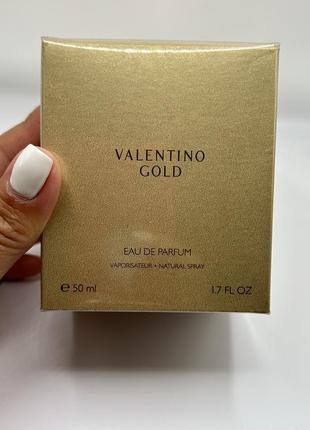 VALENTINO
GOLD
EAU DE PARFUM
VAPORISATEUR • NATURAL SPRAY
℮ 50 ml 1.7 FL OZ